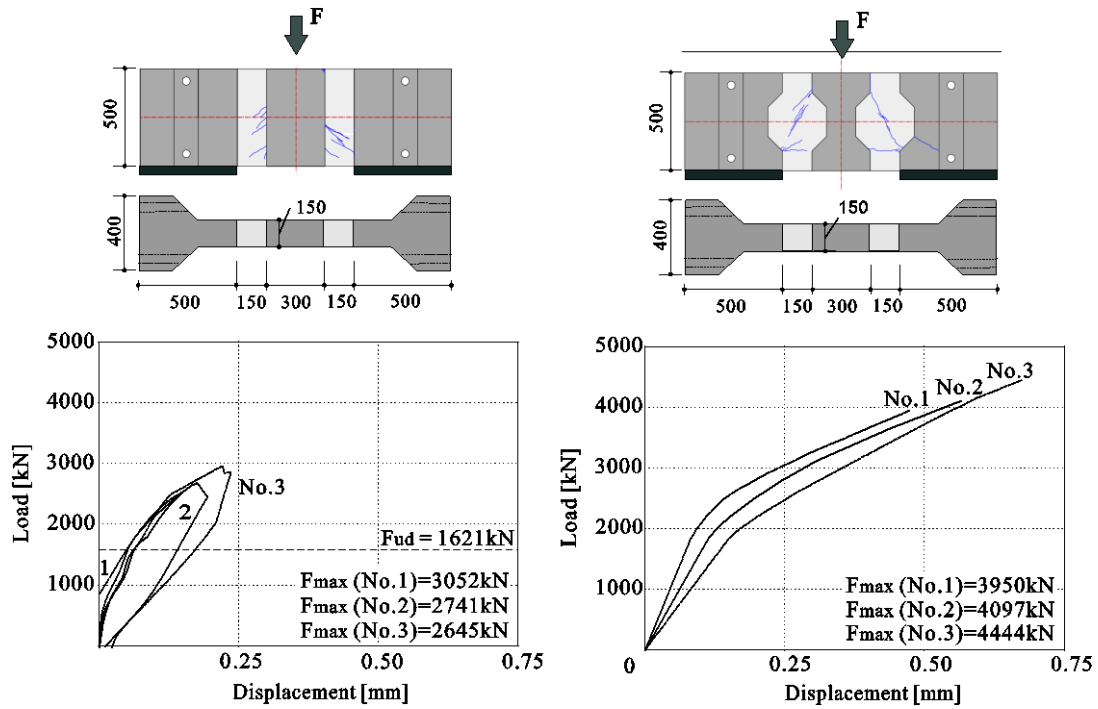 F
500
400
150
500 150 300 150 500
5000
4000
3000
2000
1000
Load [kN]
No.3
2
1
Fud = 1621kN
Fmax (No.1)=3052kN
Fmax (No.2)=2741kN
Fmax (No.3)=2645kN
0.25 0.50 0.75
Displacement [mm]
F
500
400
150
500 150 300 150 500
5000
4000
3000
2000
1000
0
Load [kN]
No.1
No.2
No.3
Fmax (No.1)=3950kN
Fmax (No.2)=4097kN
Fmax (No.3)=4444kN
0.25 0.50 0.75
Displacement [mm]